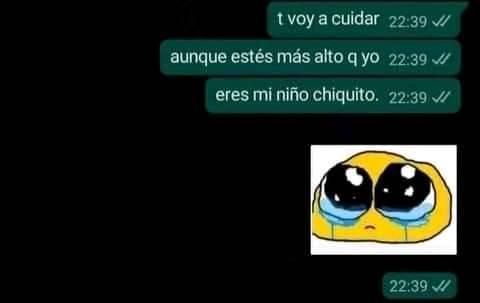 t voy a cuidar 22:39
aunque estés más alto q yo 22:39
eres mi niño chiquito. 22:39
22:39